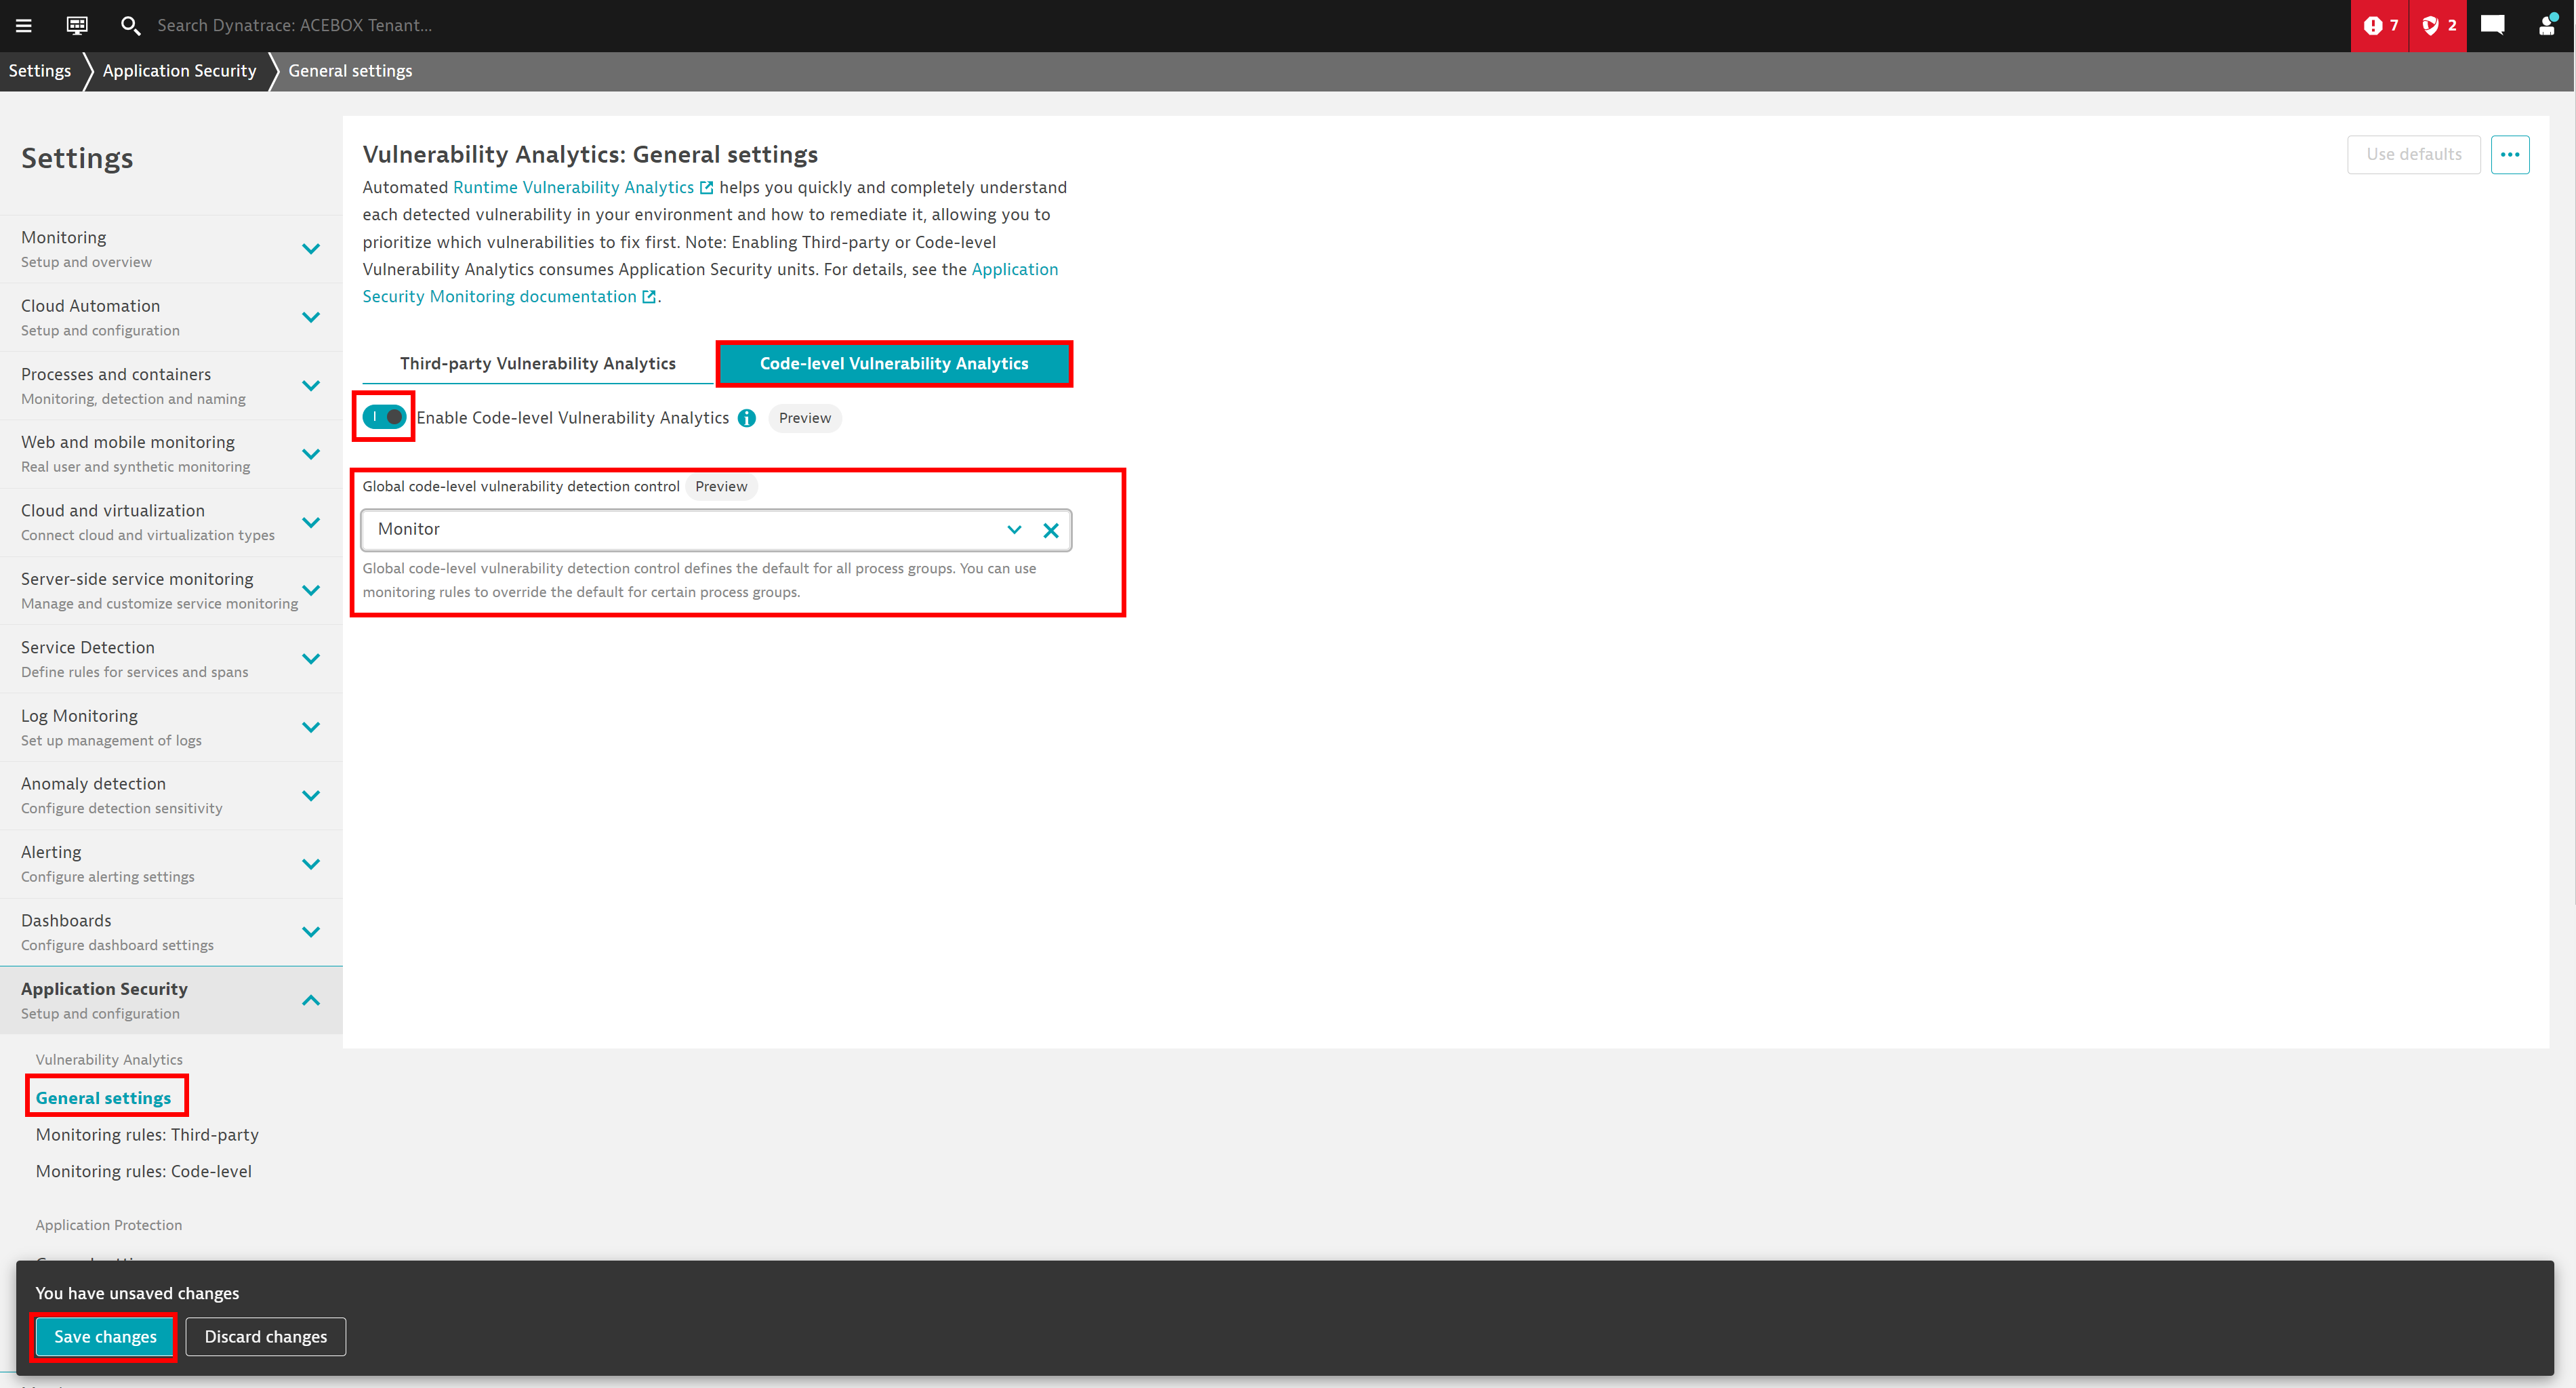 Search Dynatrace: ACEBOX Tenant...
7
2
Settings
Application Security
General settings
Settings
Monitoring
Setup and overview
Cloud Automation
Setup and configuration
Processes and containers
Monitoring, detection and naming
Web and mobile monitoring
Real user and synthetic monitoring
Cloud and virtualization
Connect cloud and virtualization types
Server-side service monitoring
Manage and customize service monitoring
Service Detection
Define rules for services and spans
Log Monitoring
Set up management of logs
Anomaly detection
Configure detection sensitivity
Alerting
Configure alerting settings
Dashboards
Configure dashboard settings
Application Security
Setup and configuration
Vulnerability Analytics
General settings
Monitoring rules: Third-party
Monitoring rules: Code-level
Application Protection
Vulnerability Analytics: General settings
Use defaults
Automated Runtime Vulnerability Analytics helps you quickly and completely understand
each detected vulnerability in your environment and how to remediate it, allowing you to
prioritize which vulnerabilities to fix first. Note: Enabling Third-party or Code-level
Vulnerability Analytics consumes Application Security units. For details, see the Application
Security Monitoring documentation.
Third-party Vulnerability Analytics
Code-level Vulnerability Analytics
Enable Code-level Vulnerability Analytics
Preview
Global code-level vulnerability detection control
Preview
Monitor
Global code-level vulnerability detection control defines the default for all process groups. You can use
monitoring rules to override the default for certain process groups.
You have unsaved changes
Save changes
Discard changes